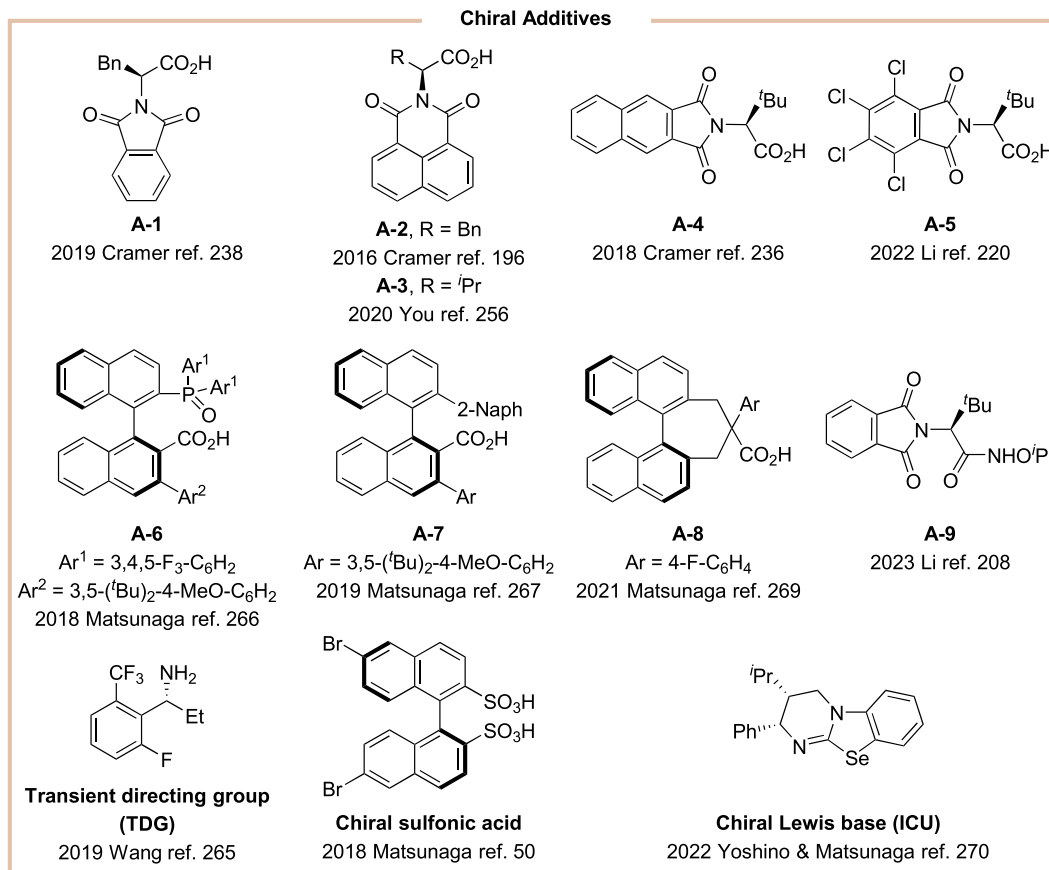 Chiral Additives
Bn
CO₂H
N
O
O
A-1
2019 Cramer ref. 238
R
CO₂H
O
N
O
A-2, R = Bn
2016 Cramer ref. 196
A-3, R = ⁱPr
2020 You ref. 256
O
ᵗBu
N
CO₂H
O
A-4
2018 Cramer ref. 236
Cl
O
Cl
ᵗBu
N
Cl
CO₂H
O
Cl
A-5
2022 Li ref. 220
Ar¹
Ar¹
P
O
CO₂H
Ar²
A-6
Ar¹ = 3,4,5-F₃-C₆H₂
Ar² = 3,5-(ᵗBu)₂-4-MeO-C₆H₂
2018 Matsunaga ref. 266
2-Naph
CO₂H
Ar
A-7
Ar = 3,5-(ᵗBu)₂-4-MeO-C₆H₂
2019 Matsunaga ref. 267
Ar
CO₂H
A-8
Ar = 4-F-C₆H₄
2021 Matsunaga ref. 269
O
ᵗBu
N
NHOⁱP
O
O
A-9
2023 Li ref. 208
CF₃
NH₂
Et
F
Transient directing group
(TDG)
2019 Wang ref. 265
Br
SO₃H
SO₃H
Br
Chiral sulfonic acid
2018 Matsunaga ref. 50
ⁱPr
N
Ph
N
Se
Chiral Lewis base (ICU)
2022 Yoshino & Matsunaga ref. 270